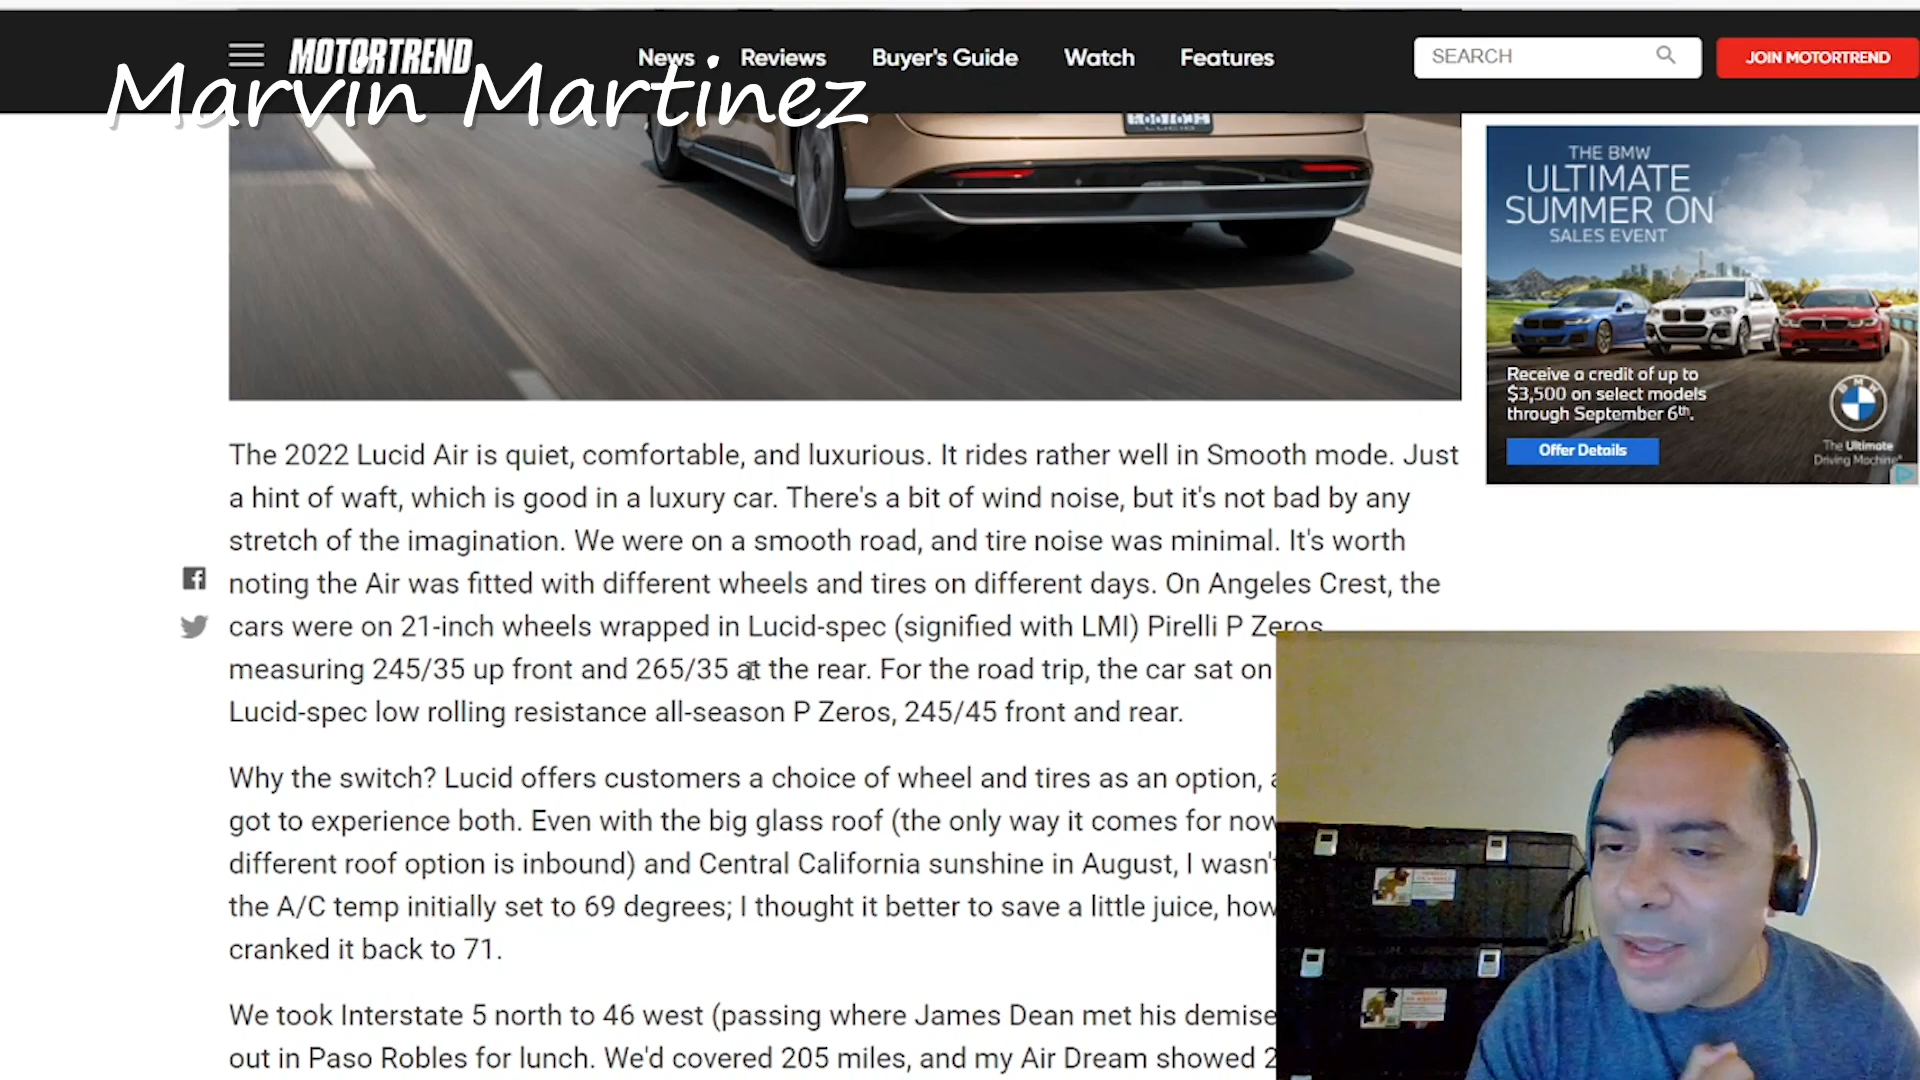 MOTORTREND
News Reviews Buyer's Guide Watch Features
SEARCH
JOIN MOTORTREND
Marvin Martinez
LUCID
THE BMW
ULTIMATE
SUMMER ON
SALES EVENT
Receive a credit of up to
$3,500 on select models
through September 6th.
Offer Details
BMW
The Ultimate
Driving Machine®
The 2022 Lucid Air is quiet, comfortable, and luxurious. It rides rather well in Smooth mode. Just
a hint of waft, which is good in a luxury car. There's a bit of wind noise, but it's not bad by any
stretch of the imagination. We were on a smooth road, and tire noise was minimal. It's worth
noting the Air was fitted with different wheels and tires on different days. On Angeles Crest, the
cars were on 21-inch wheels wrapped in Lucid-spec (signified with LMI) Pirelli P Zeros
measuring 245/35 up front and 265/35 at the rear. For the road trip, the car sat on
Lucid-spec low rolling resistance all-season P Zeros, 245/45 front and rear.
Why the switch? Lucid offers customers a choice of wheel and tires as an option,
got to experience both. Even with the big glass roof (the only way it comes for now
different roof option is inbound) and Central California sunshine in August, I wasn't
the A/C temp initially set to 69 degrees; I thought it better to save a little juice, how
cranked it back to 71.
We took Interstate 5 north to 46 west (passing where James Dean met his demise
out in Paso Robles for lunch. We'd covered 205 miles, and my Air Dream showed 2